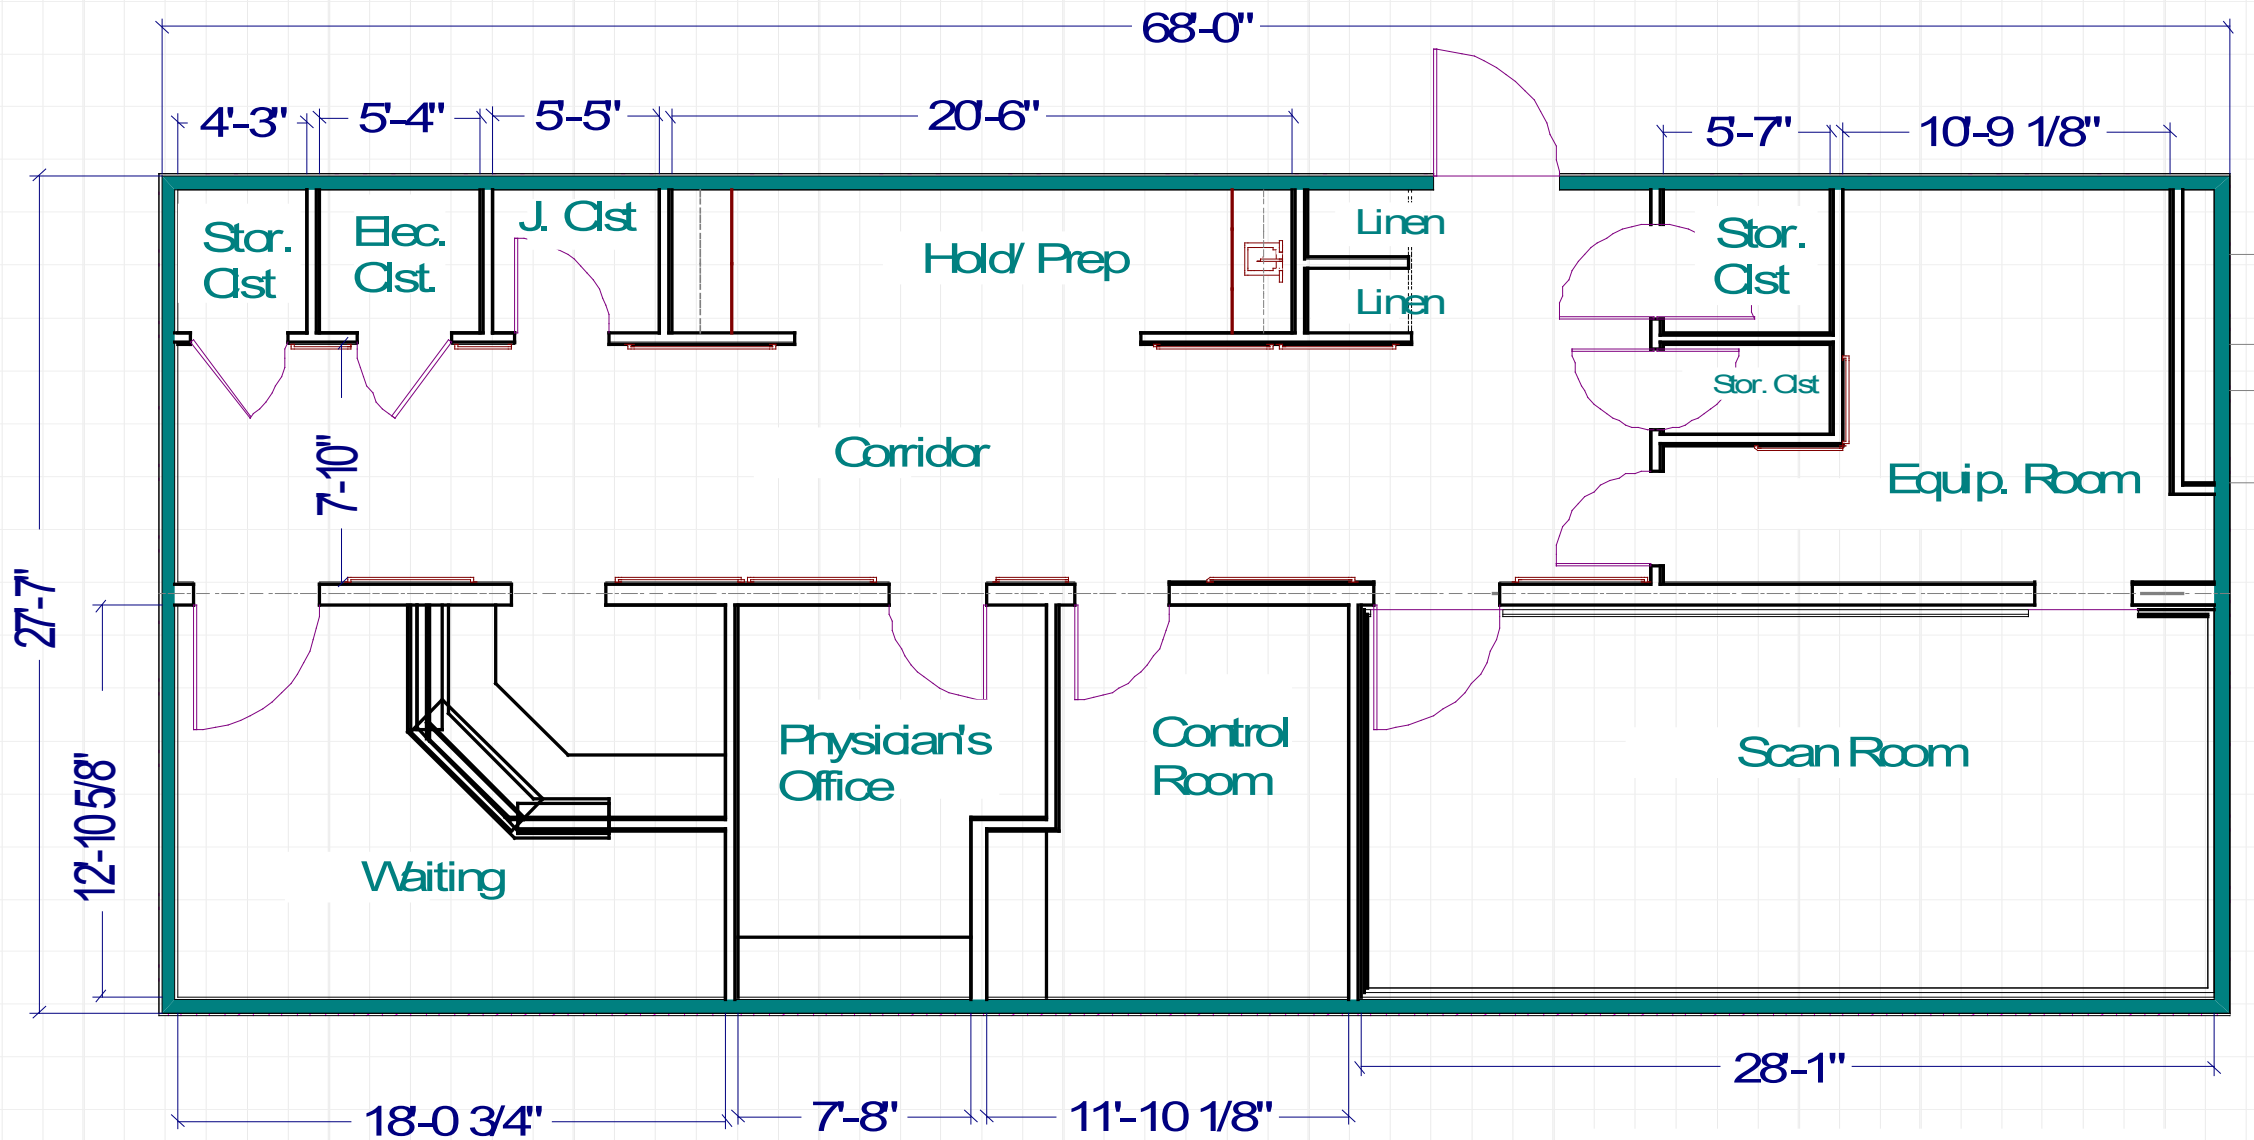 68'-0"
4'-3"
5'-4"
5'-5"
20'-6"
5'-7"
10'-9 1/8"
Stor.
Clst
Elec.
Clst.
J. Clst
Hold/ Prep
Linen
Linen
Stor.
Clst
Stor. Clst
7'-10"
Corridor
Equip. Room
27'-7"
12'-10 5/8"
Physician's
Office
Control
Room
Scan Room
Waiting
28'-1"
18'-0 3/4"
7'-8"
11'-10 1/8"